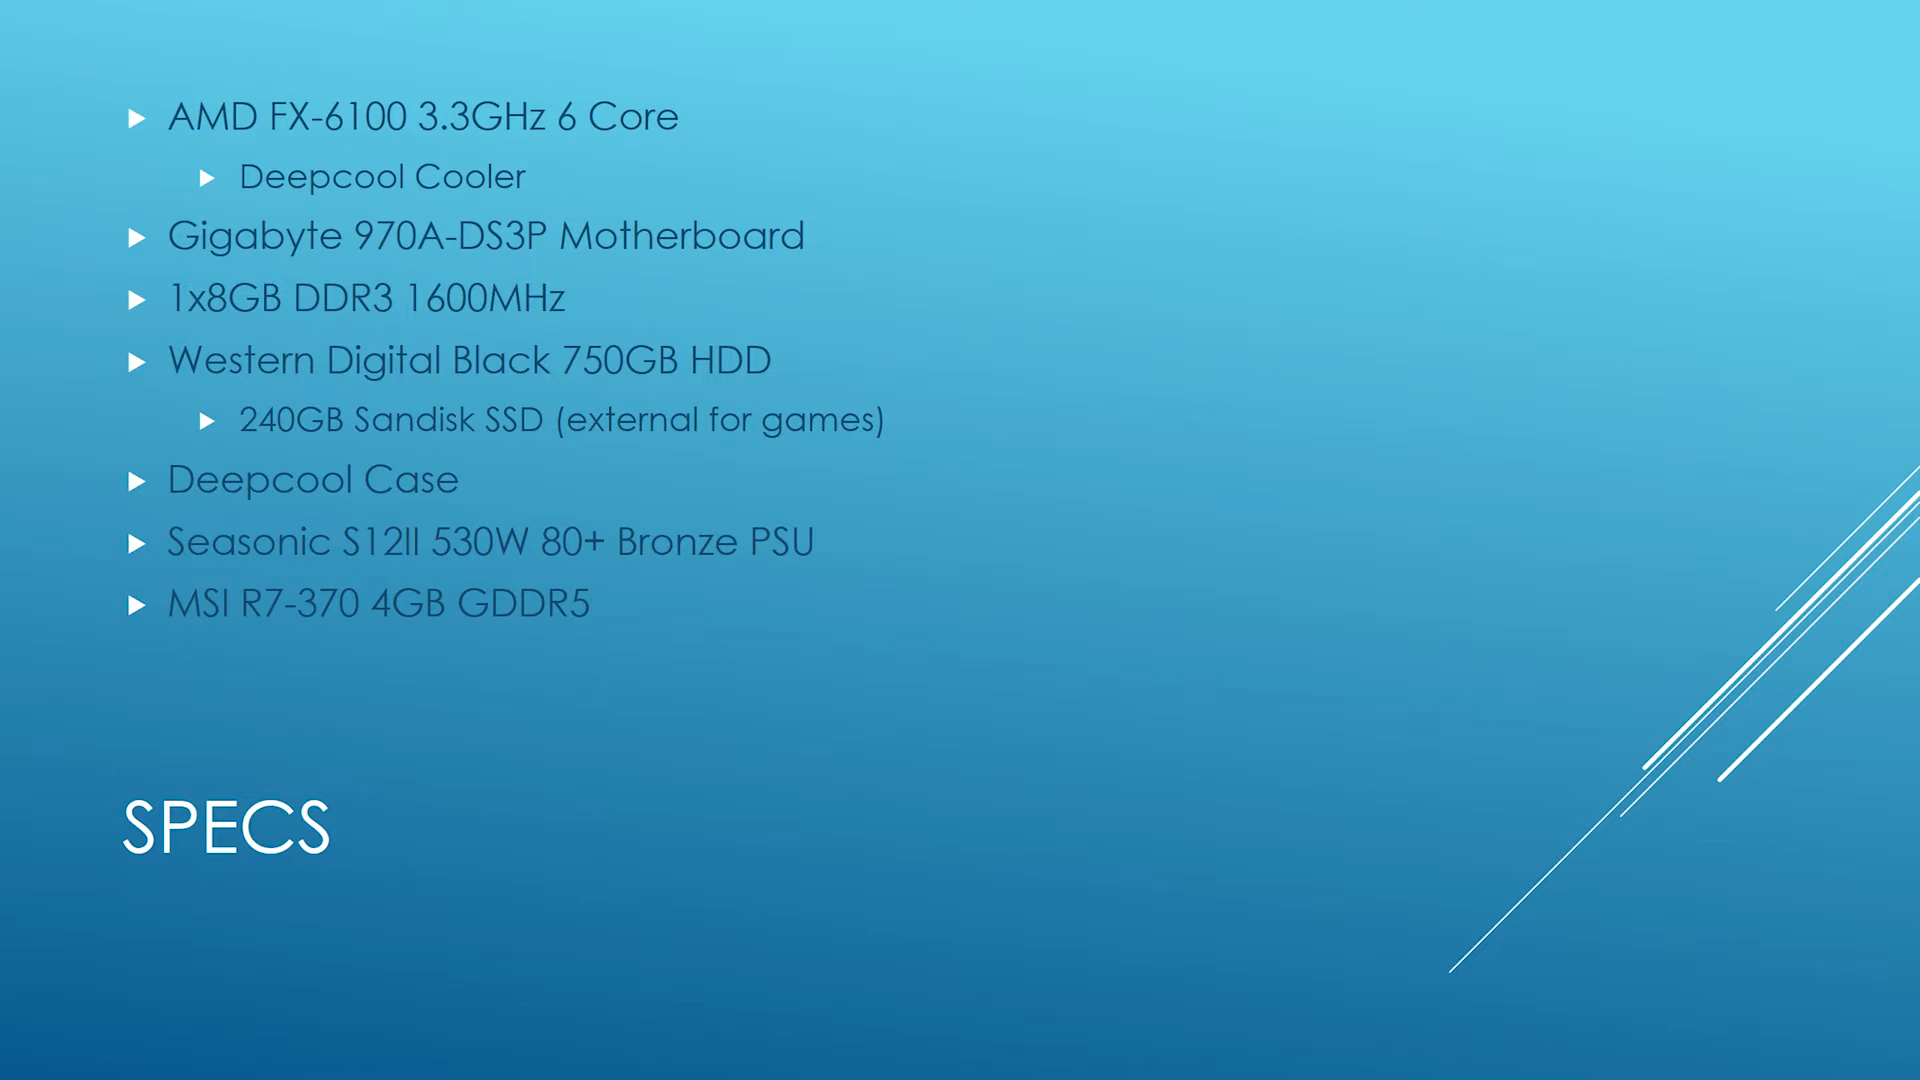 AMD FX-6100 3.3GHz 6 Core
Deepcool Cooler
Gigabyte 970A-DS3P Motherboard
1x8GB DDR3 1600MHz
Western Digital Black 750GB HDD
240GB Sandisk SSD (external for games)
Deepcool Case
Seasonic S12II 530W 80+ Bronze PSU
MSI R7-370 4GB GDDR5
SPECS